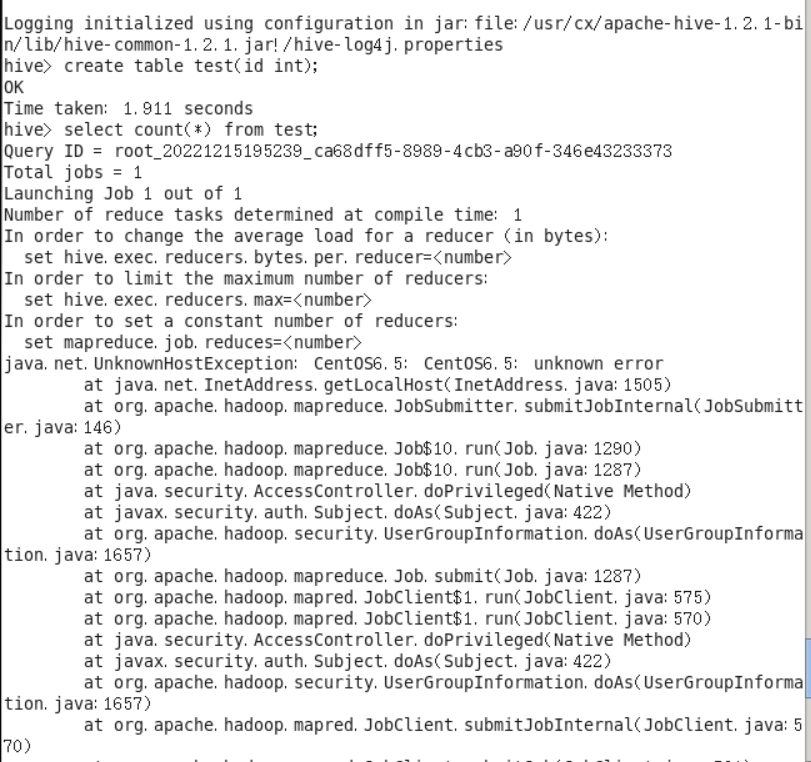 Logging initialized using configuration in jar:file:/usr/cx/apache-hive-1.2.1-bi
n/lib/hive-common-1.2.1.jar!/hive-log4j.properties
hive> create table test(id int);
OK
Time taken: 1.911 seconds
hive> select count(*) from test;
Query ID = root_20221215195239_ca68dff5-8989-4cb3-a90f-346e43233373
Total jobs = 1
Launching Job 1 out of 1
Number of reduce tasks determined at compile time: 1
In order to change the average load for a reducer (in bytes):
  set hive.exec.reducers.bytes.per.reducer=<number>
In order to limit the maximum number of reducers:
  set hive.exec.reducers.max=<number>
In order to set a constant number of reducers:
  set mapreduce.job.reduces=<number>
java.net.UnknownHostException: CentOS6.5: CentOS6.5: unknown error
        at java.net.InetAddress.getLocalHost(InetAddress.java:1505)
        at org.apache.hadoop.mapreduce.JobSubmitter.submitJobInternal(JobSubmitt
er.java:146)
        at org.apache.hadoop.mapreduce.Job$10.run(Job.java:1290)
        at org.apache.hadoop.mapreduce.Job$10.run(Job.java:1287)
        at java.security.AccessController.doPrivileged(Native Method)
        at javax.security.auth.Subject.doAs(Subject.java:422)
        at org.apache.hadoop.security.UserGroupInformation.doAs(UserGroupInforma
tion.java:1657)
        at org.apache.hadoop.mapreduce.Job.submit(Job.java:1287)
        at org.apache.hadoop.mapred.JobClient$1.run(JobClient.java:575)
        at org.apache.hadoop.mapred.JobClient$1.run(JobClient.java:570)
        at java.security.AccessController.doPrivileged(Native Method)
        at javax.security.auth.Subject.doAs(Subject.java:422)
        at org.apache.hadoop.security.UserGroupInformation.doAs(UserGroupInforma
tion.java:1657)
        at org.apache.hadoop.mapred.JobClient.submitJobInternal(JobClient.java:5
70)